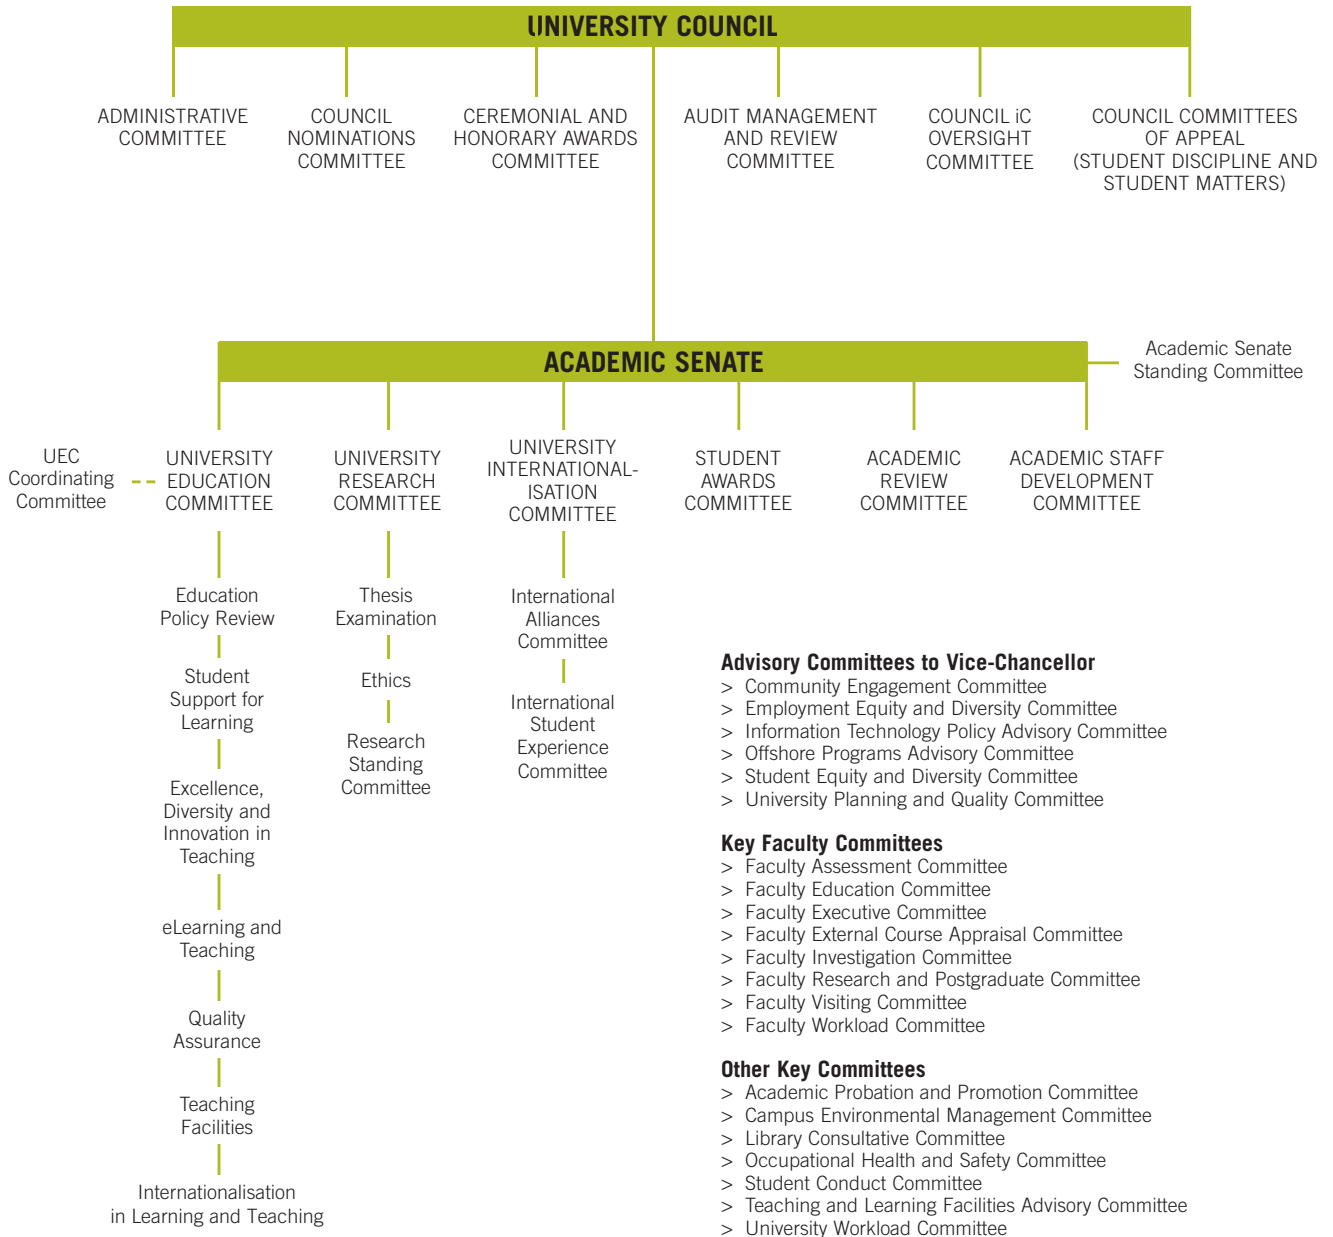 UNIVERSITY COUNCIL
ADMINISTRATIVE
COMMITTEE
COUNCIL
NOMINATIONS
COMMITTEE
CEREMONIAL AND
HONORARY AWARDS
COMMITTEE
AUDIT MANAGEMENT
AND REVIEW
COMMITTEE
COUNCIL iC
OVERSIGHT
COMMITTEE
COUNCIL COMMITTEES
OF APPEAL
(STUDENT DISCIPLINE AND
STUDENT MATTERS)
ACADEMIC SENATE
Academic Senate
Standing Committee
UEC
Coordinating
Committee
UNIVERSITY
EDUCATION
COMMITTEE
UNIVERSITY
RESEARCH
COMMITTEE
UNIVERSITY
INTERNATIONAL-
ISATION
COMMITTEE
STUDENT
AWARDS
COMMITTEE
ACADEMIC
REVIEW
COMMITTEE
ACADEMIC STAFF
DEVELOPMENT
COMMITTEE
Education
Policy Review
Student
Support for
Learning
Excellence,
Diversity and
Innovation in
Teaching
eLearning and
Teaching
Quality
Assurance
Teaching
Facilities
Internationalisation
in Learning and Teaching
Thesis
Examination
Ethics
Research
Standing
Committee
International
Alliances
Committee
International
Student
Experience
Committee
Advisory Committees to Vice-Chancellor
> Community Engagement Committee
> Employment Equity and Diversity Committee
> Information Technology Policy Advisory Committee
> Offshore Programs Advisory Committee
> Student Equity and Diversity Committee
> University Planning and Quality Committee
Key Faculty Committees
> Faculty Assessment Committee
> Faculty Education Committee
> Faculty Executive Committee
> Faculty External Course Appraisal Committee
> Faculty Investigation Committee
> Faculty Research and Postgraduate Committee
> Faculty Visiting Committee
> Faculty Workload Committee
Other Key Committees
> Academic Probation and Promotion Committee
> Campus Environmental Management Committee
> Library Consultative Committee
> Occupational Health and Safety Committee
> Student Conduct Committee
> Teaching and Learning Facilities Advisory Committee
> University Workload Committee